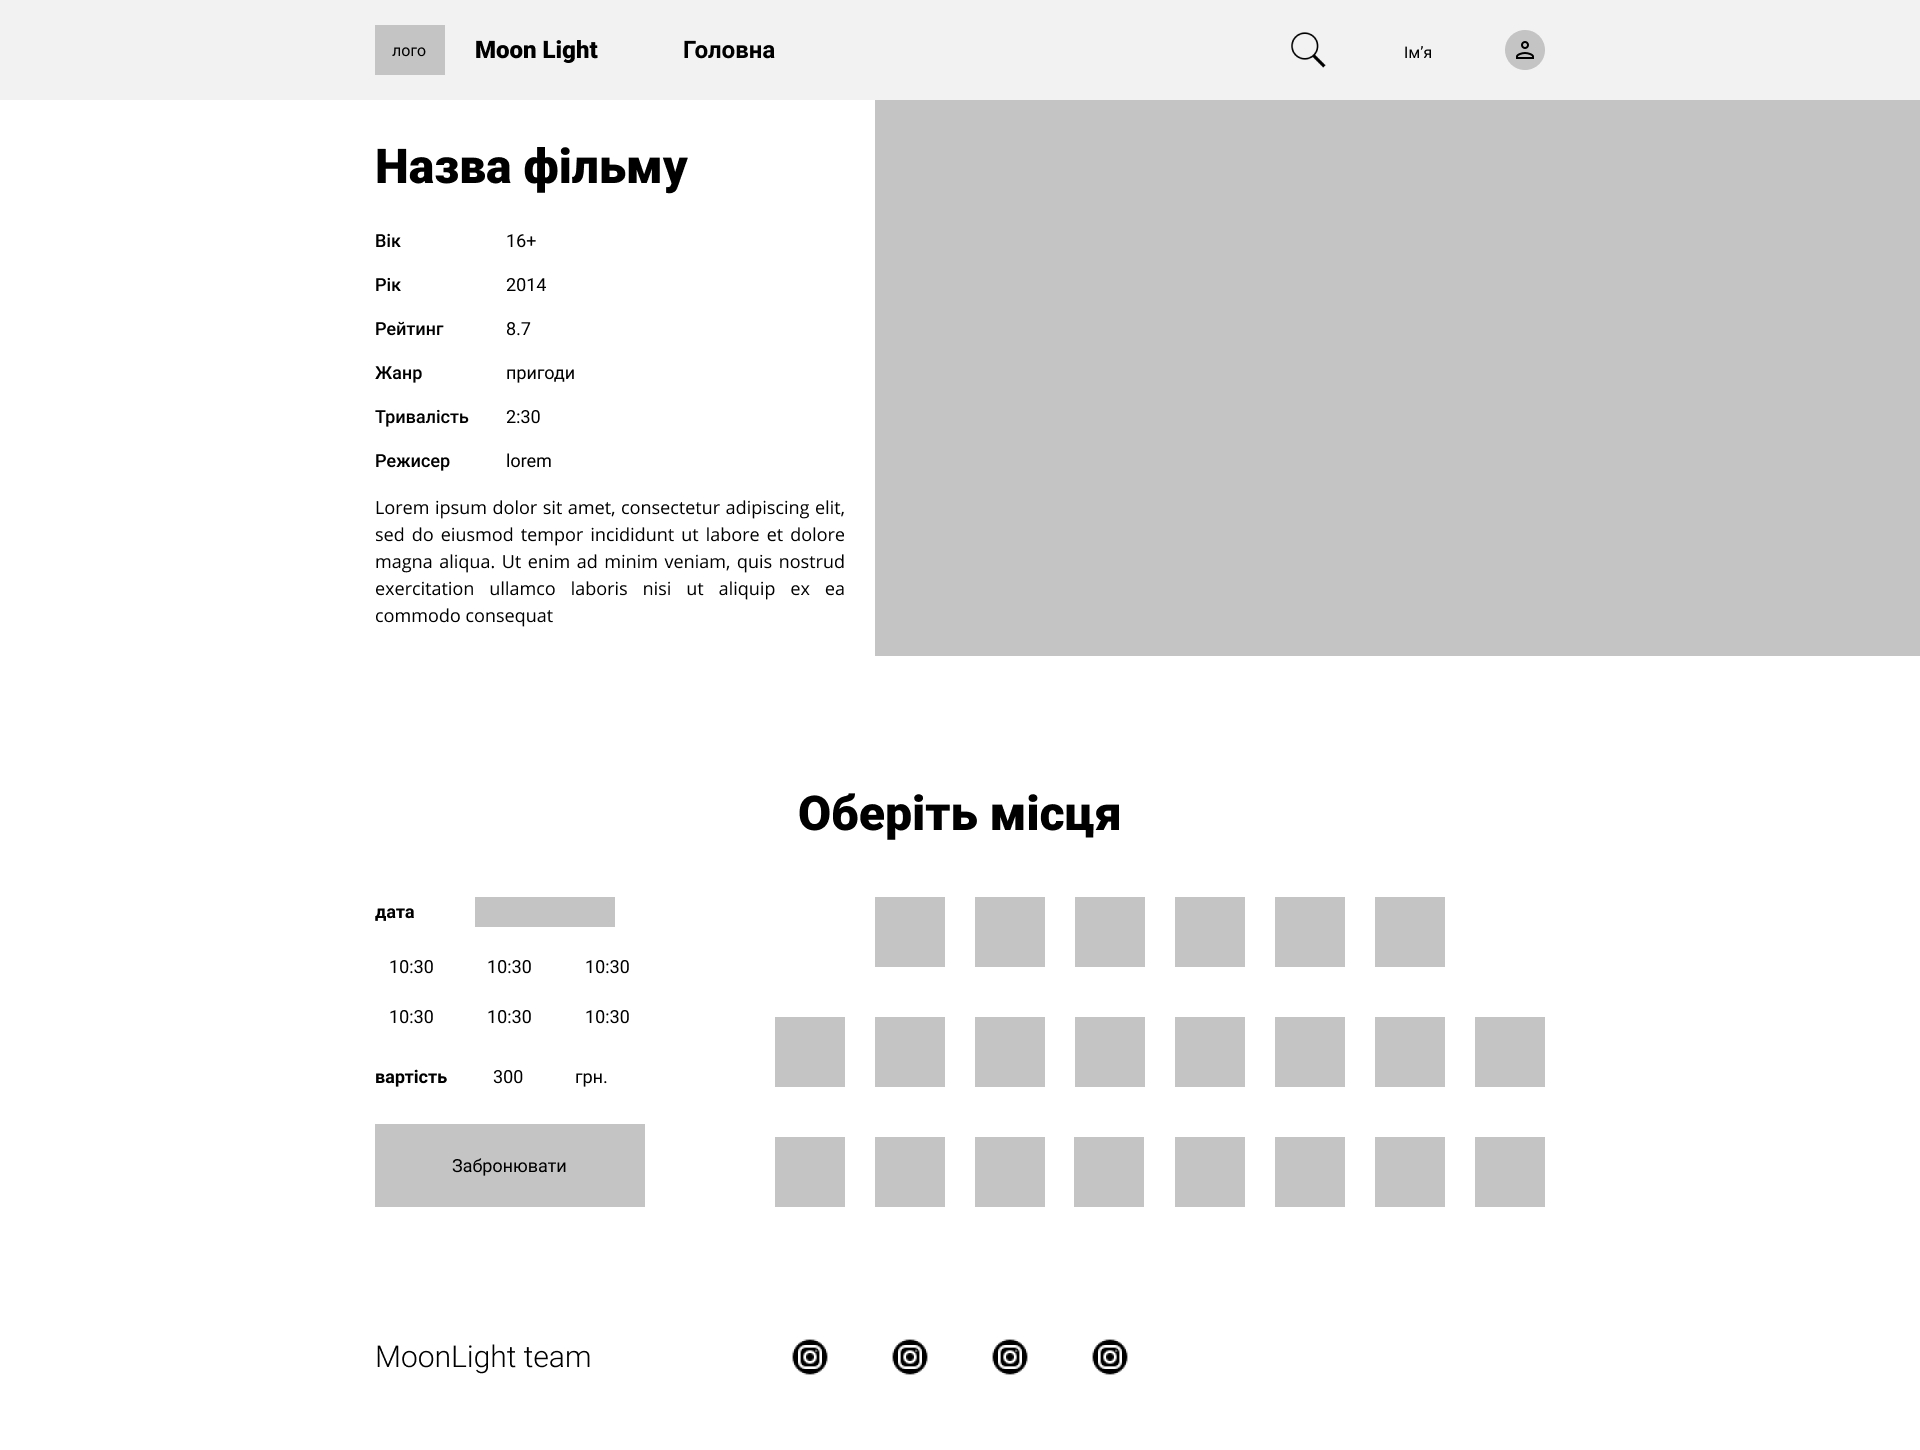 лого Moon Light Головна Ім'я
Назва фільму
Вік 16+
Рік 2014
Рейтинг 8.7
Жанр пригоди
Тривалість 2:30
Режисер lorem
Lorem ipsum dolor sit amet, consectetur adipiscing elit,
sed do eiusmod tempor incididunt ut labore et dolore
magna aliqua. Ut enim ad minim veniam, quis nostrud
exercitation ullamco laboris nisi ut aliquip ex ea
commodo consequat
Оберіть місця
дата
10:30 10:30 10:30
10:30 10:30 10:30
вартість 300 грн.
Забронювати
MoonLight team